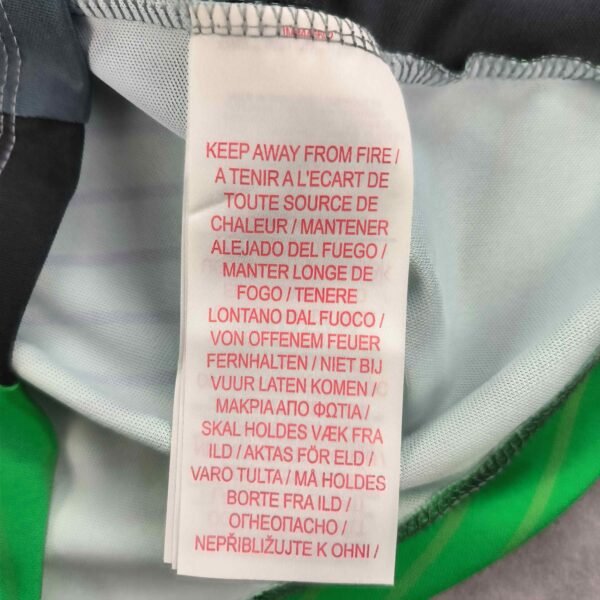 KEEP AWAY FROM FIRE /
A TENIR A L'ECART DE
TOUTE SOURCE DE
CHALEUR / MANTENER
ALEJADO DEL FUEGO /
MANTER LONGE DE
FOGO / TENERE
LONTANO DAL FUOCO /
VON OFFENEM FEUER
FERNHALTEN / NIET BIJ
VUUR LATEN KOMEN /
ΜΑΚΡΙΑ ΑΠΟ ΦΩΤΙΑ /
SKAL HOLDES VÆK FRA
ILD / AKTAS FÖR ELD /
VARO TULTA / MÅ HOLDES
BORTE FRA ILD /
ОГНЕОПАСНО /
NEPŘIBLIŽUJTE K OHNI /